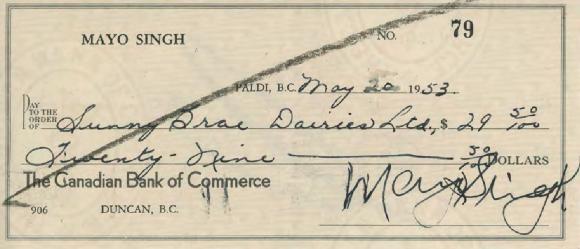 MAYO SINGH NO. 79
PALDI, B.C. May 20 1953
PAY TO THE ORDER OF Sunny Brae Dairies Ltd., $ 29 50/100
Twenty-Nine 50/100 DOLLARS
The Canadian Bank of Commerce
906 DUNCAN, B.C. Mayo Singh